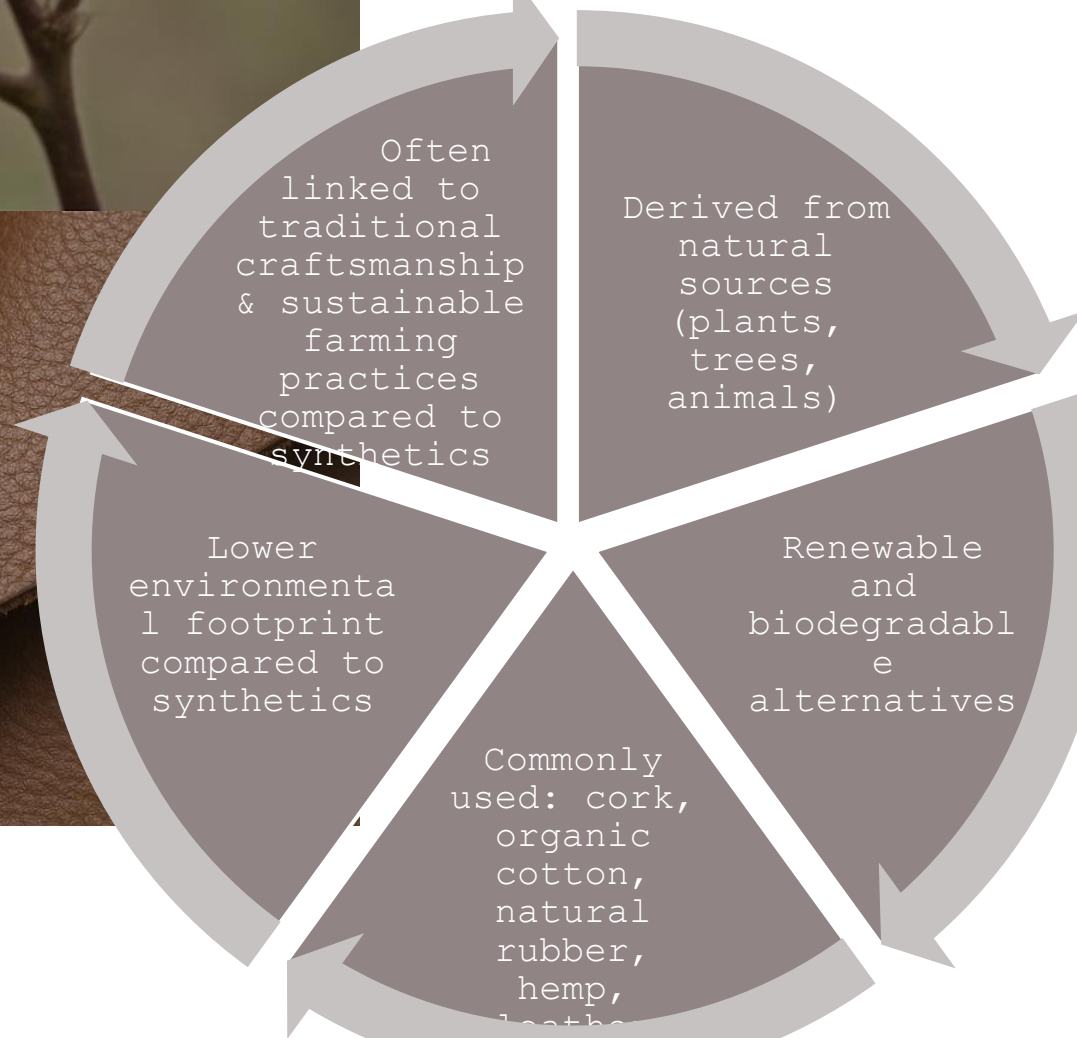 Often
linked to
traditional
craftsmanship
& sustainable
farming
practices
compared to
synthetics
Derived from
natural
sources
(plants,
trees,
animals)
Renewable
and
biodegradabl
e
alternatives
Commonly
used: cork,
organic
cotton,
natural
rubber,
hemp,
Lower
environmenta
l footprint
compared to
synthetics